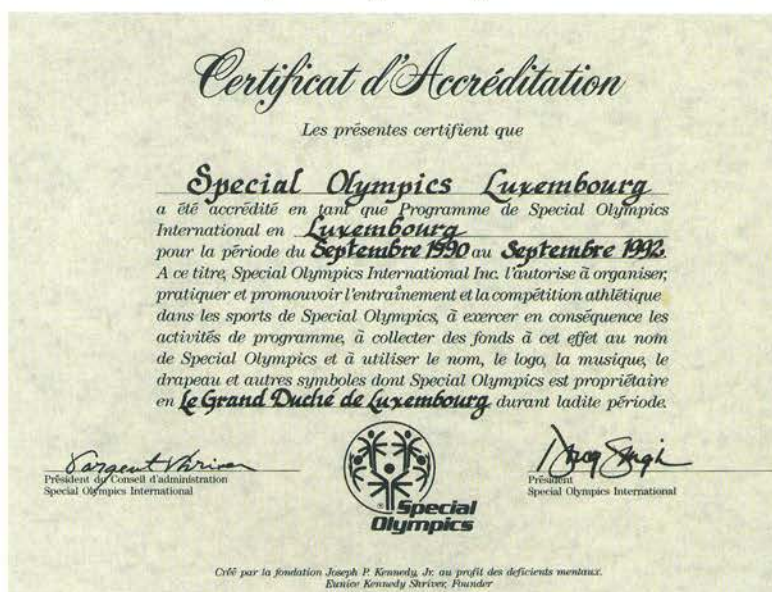 Certificat d'Accréditation
Les présentes certifient que
Special Olympics Luxembourg
a été accrédité en tant que Programme de Special Olympics
International en Luxembourg
pour la période du Septembre 1990 au Septembre 1992.
A ce titre, Special Olympics International Inc. l'autorise à organiser,
pratiquer et promouvoir l'entraînement et la compétition athlétique
dans les sports de Special Olympics, à exercer en conséquence les
activités de programme, à collecter des fonds à cet effet au nom
de Special Olympics et à utiliser le nom, le logo, la musique, le
drapeau et autres symboles dont Special Olympics est propriétaire
en Le Grand Duché de Luxembourg durant ladite période.
Sargent Shriver
Président du Conseil d'administration
Special Olympics International
®Special
Olympics
Président
Special Olympics International
Créé par la fondation Joseph P. Kennedy, Jr. au profit des deficients mentaux.
Eunice Kennedy Shriver, Founder